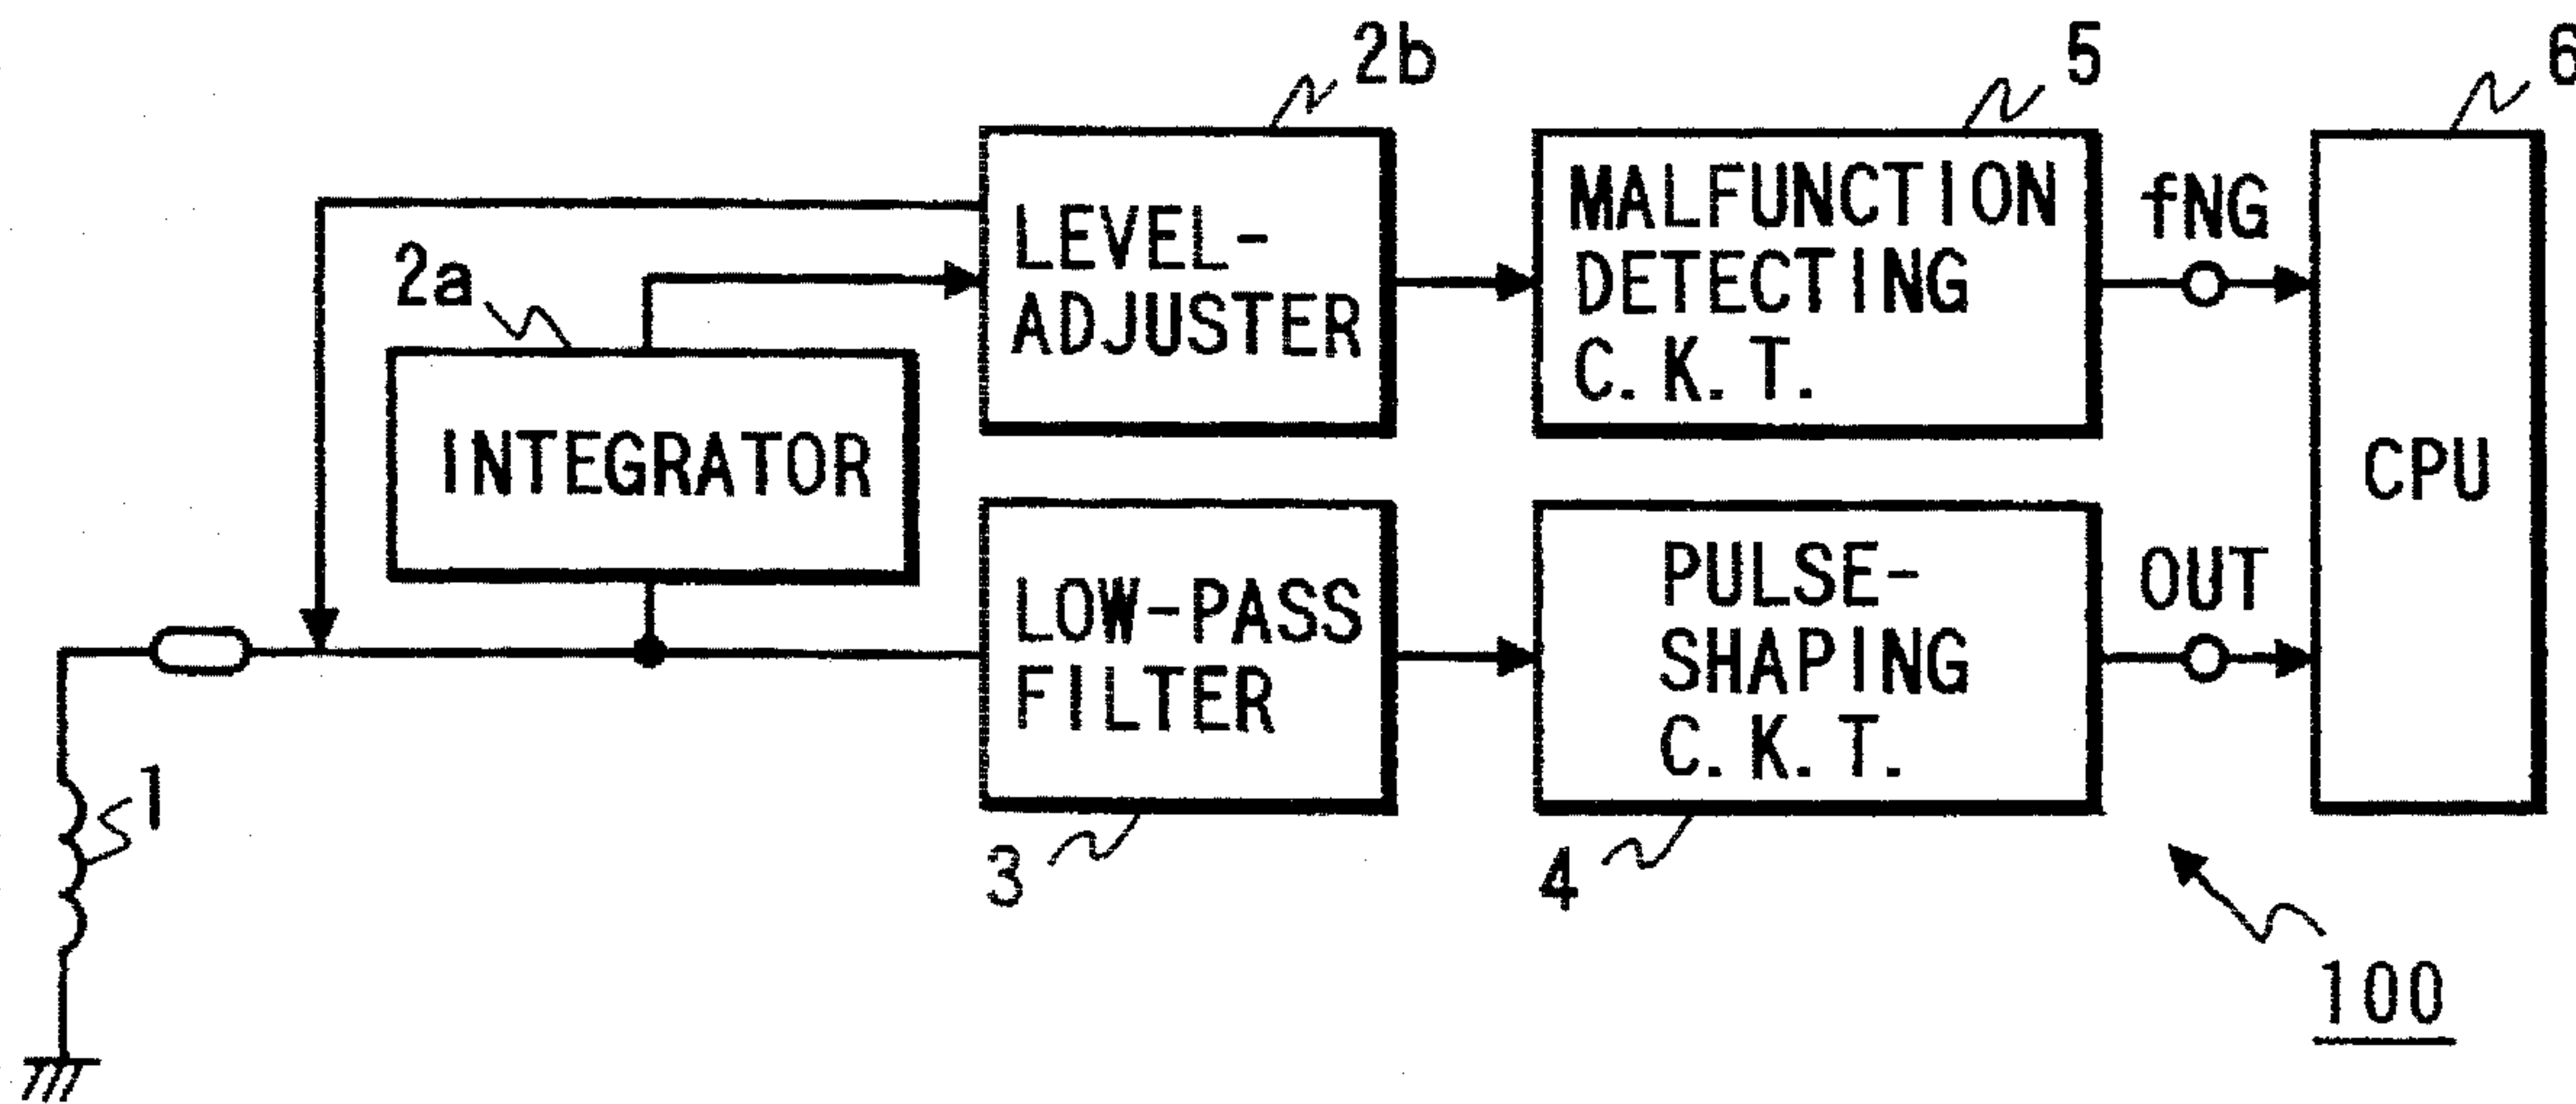 2b
5
6
LEVEL-
ADJUSTER
MALFUNCTION
DETECTING
C.K.T.
fNG
2a
INTEGRATOR
CPU
LOW-PASS
FILTER
PULSE-
SHAPING
C.K.T.
OUT
1
3
4
100